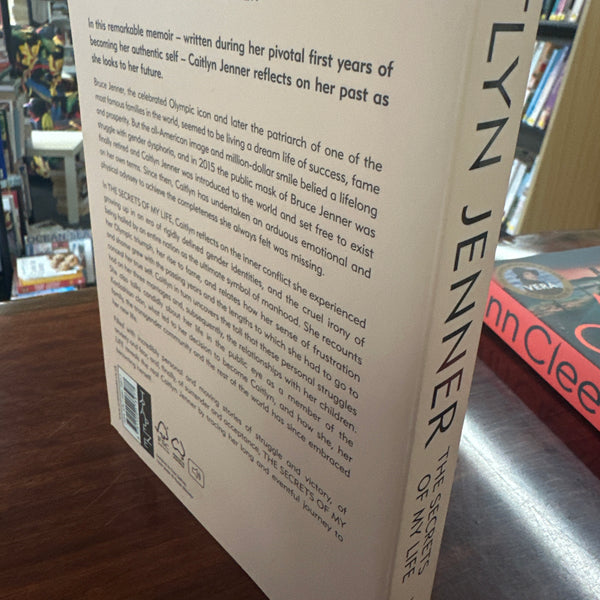 In this remarkable memoir – written during her pivotal first years of
becoming her authentic self – Caitlyn Jenner reflects on her past as
she looks to her future.
Bruce Jenner, the celebrated Olympic icon and later the patriarch of one of the
most famous families in the world, seemed to be living a dream life of success, fame
and prosperity. But the all-American image and million-dollar smile belied a lifelong
struggle with gender dysphoria, and in 2015 the public mask of Bruce Jenner was
finally retired and Caitlyn Jenner was introduced to the world and set free to exist
on her own terms. Since then, Caitlyn has undertaken an arduous emotional and
physical odyssey to achieve the completeness she always felt was missing.
In THE SECRETS OF MY LIFE, Caitlyn reflects on the inner conflict she experienced
growing up in an era of rigidly defined gender identities, and the cruel irony of
being hailed by an entire nation as the ultimate symbol of manhood. She recounts
her Olympic triumph, her rise to fame, and relates how her sense of frustration
and shame grew with the passing years and the lengths to which she had to go to
conceal her true self. Caitlyn in turn uncovers the toll that these personal struggles
took on her three marriages and subsequently the relationships with her children.
She also talks candidly about her life in the public eye as a member of the
Kardashian clan, what led to her decision to become Caitlyn, and how she, her
family, the transgender community and the rest of the world has since embraced
Filled with incredibly personal and moving stories of struggle and victory, of
and finally, of surrender and acceptance, THE SECRETS OF MY
LIFE
Caitlyn Jenner by tracing her long and eventful journey to
TLYN JENNER
THE SECRETS
OF MY LIFE
VERA
nn Clee